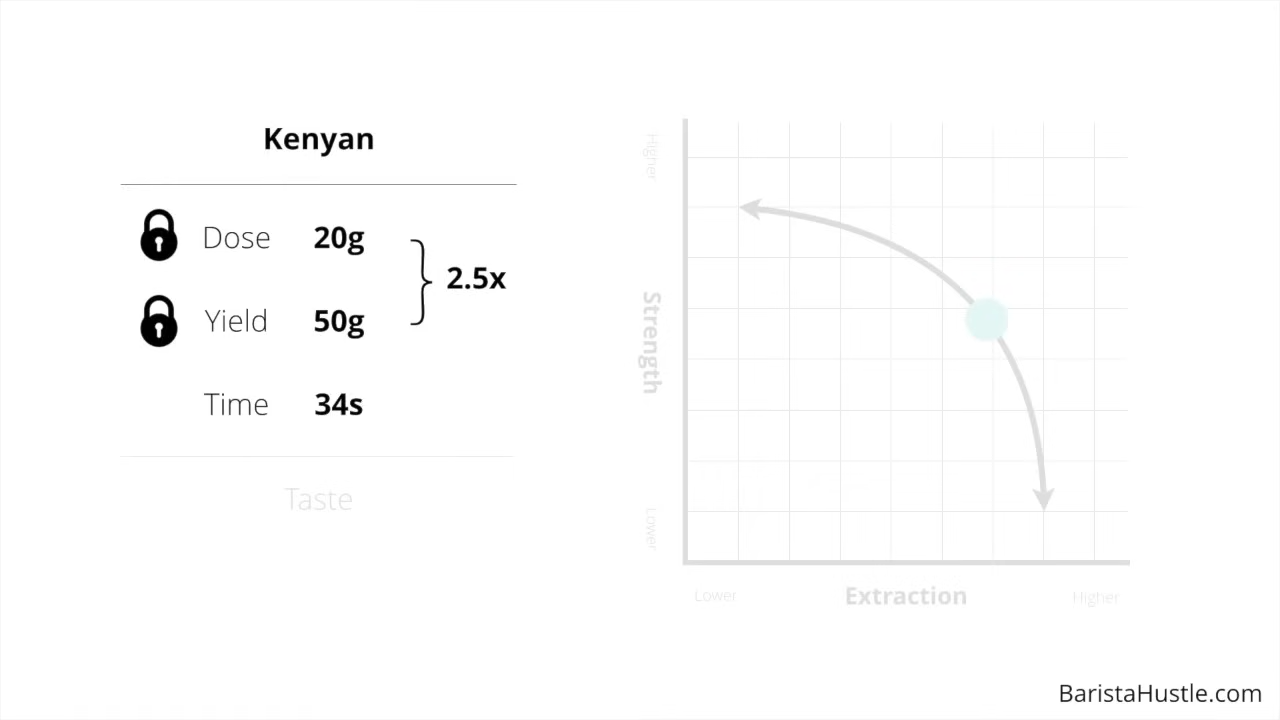 Kenyan
Dose 20g
2.5x
Yield 50g
Time 34s
Taste
Higher
Strength
Lower
Lower Extraction Higher
BaristaHustle.com